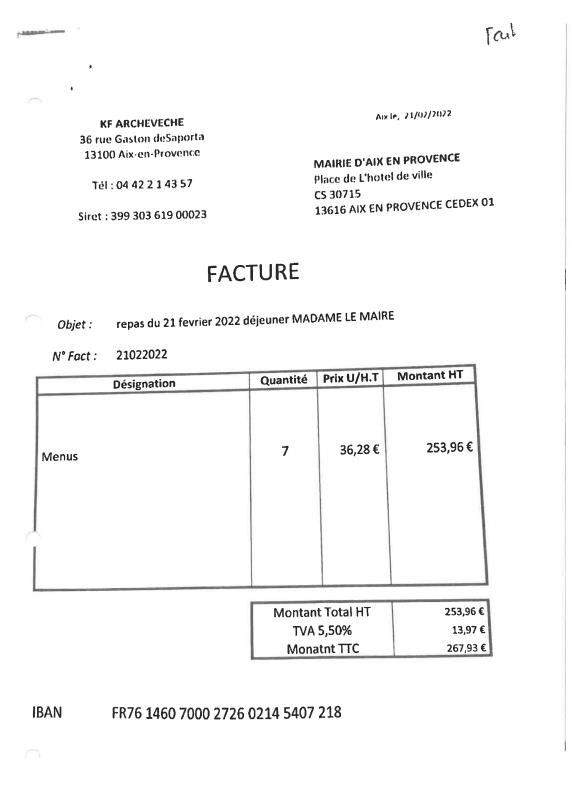 Fait
KF ARCHEVECHE
36 rue Gaston deSaporta
13100 Aix-en-Provence
Tél : 04 42 2 1 43 57
Siret : 399 303 619 00023
Aix le, 21/02/2022
MAIRIE D'AIX EN PROVENCE
Place de L'hotel de ville
CS 30715
13616 AIX EN PROVENCE CEDEX 01
FACTURE
Objet : repas du 21 fevrier 2022 déjeuner MADAME LE MAIRE
N° Fact : 21022022
Désignation Quantité Prix U/H.T Montant HT
Menus 7 36,28 € 253,96 €
Montant Total HT 253,96 €
TVA 5,50% 13,97 €
Monatnt TTC 267,93 €
IBAN FR76 1460 7000 2726 0214 5407 218